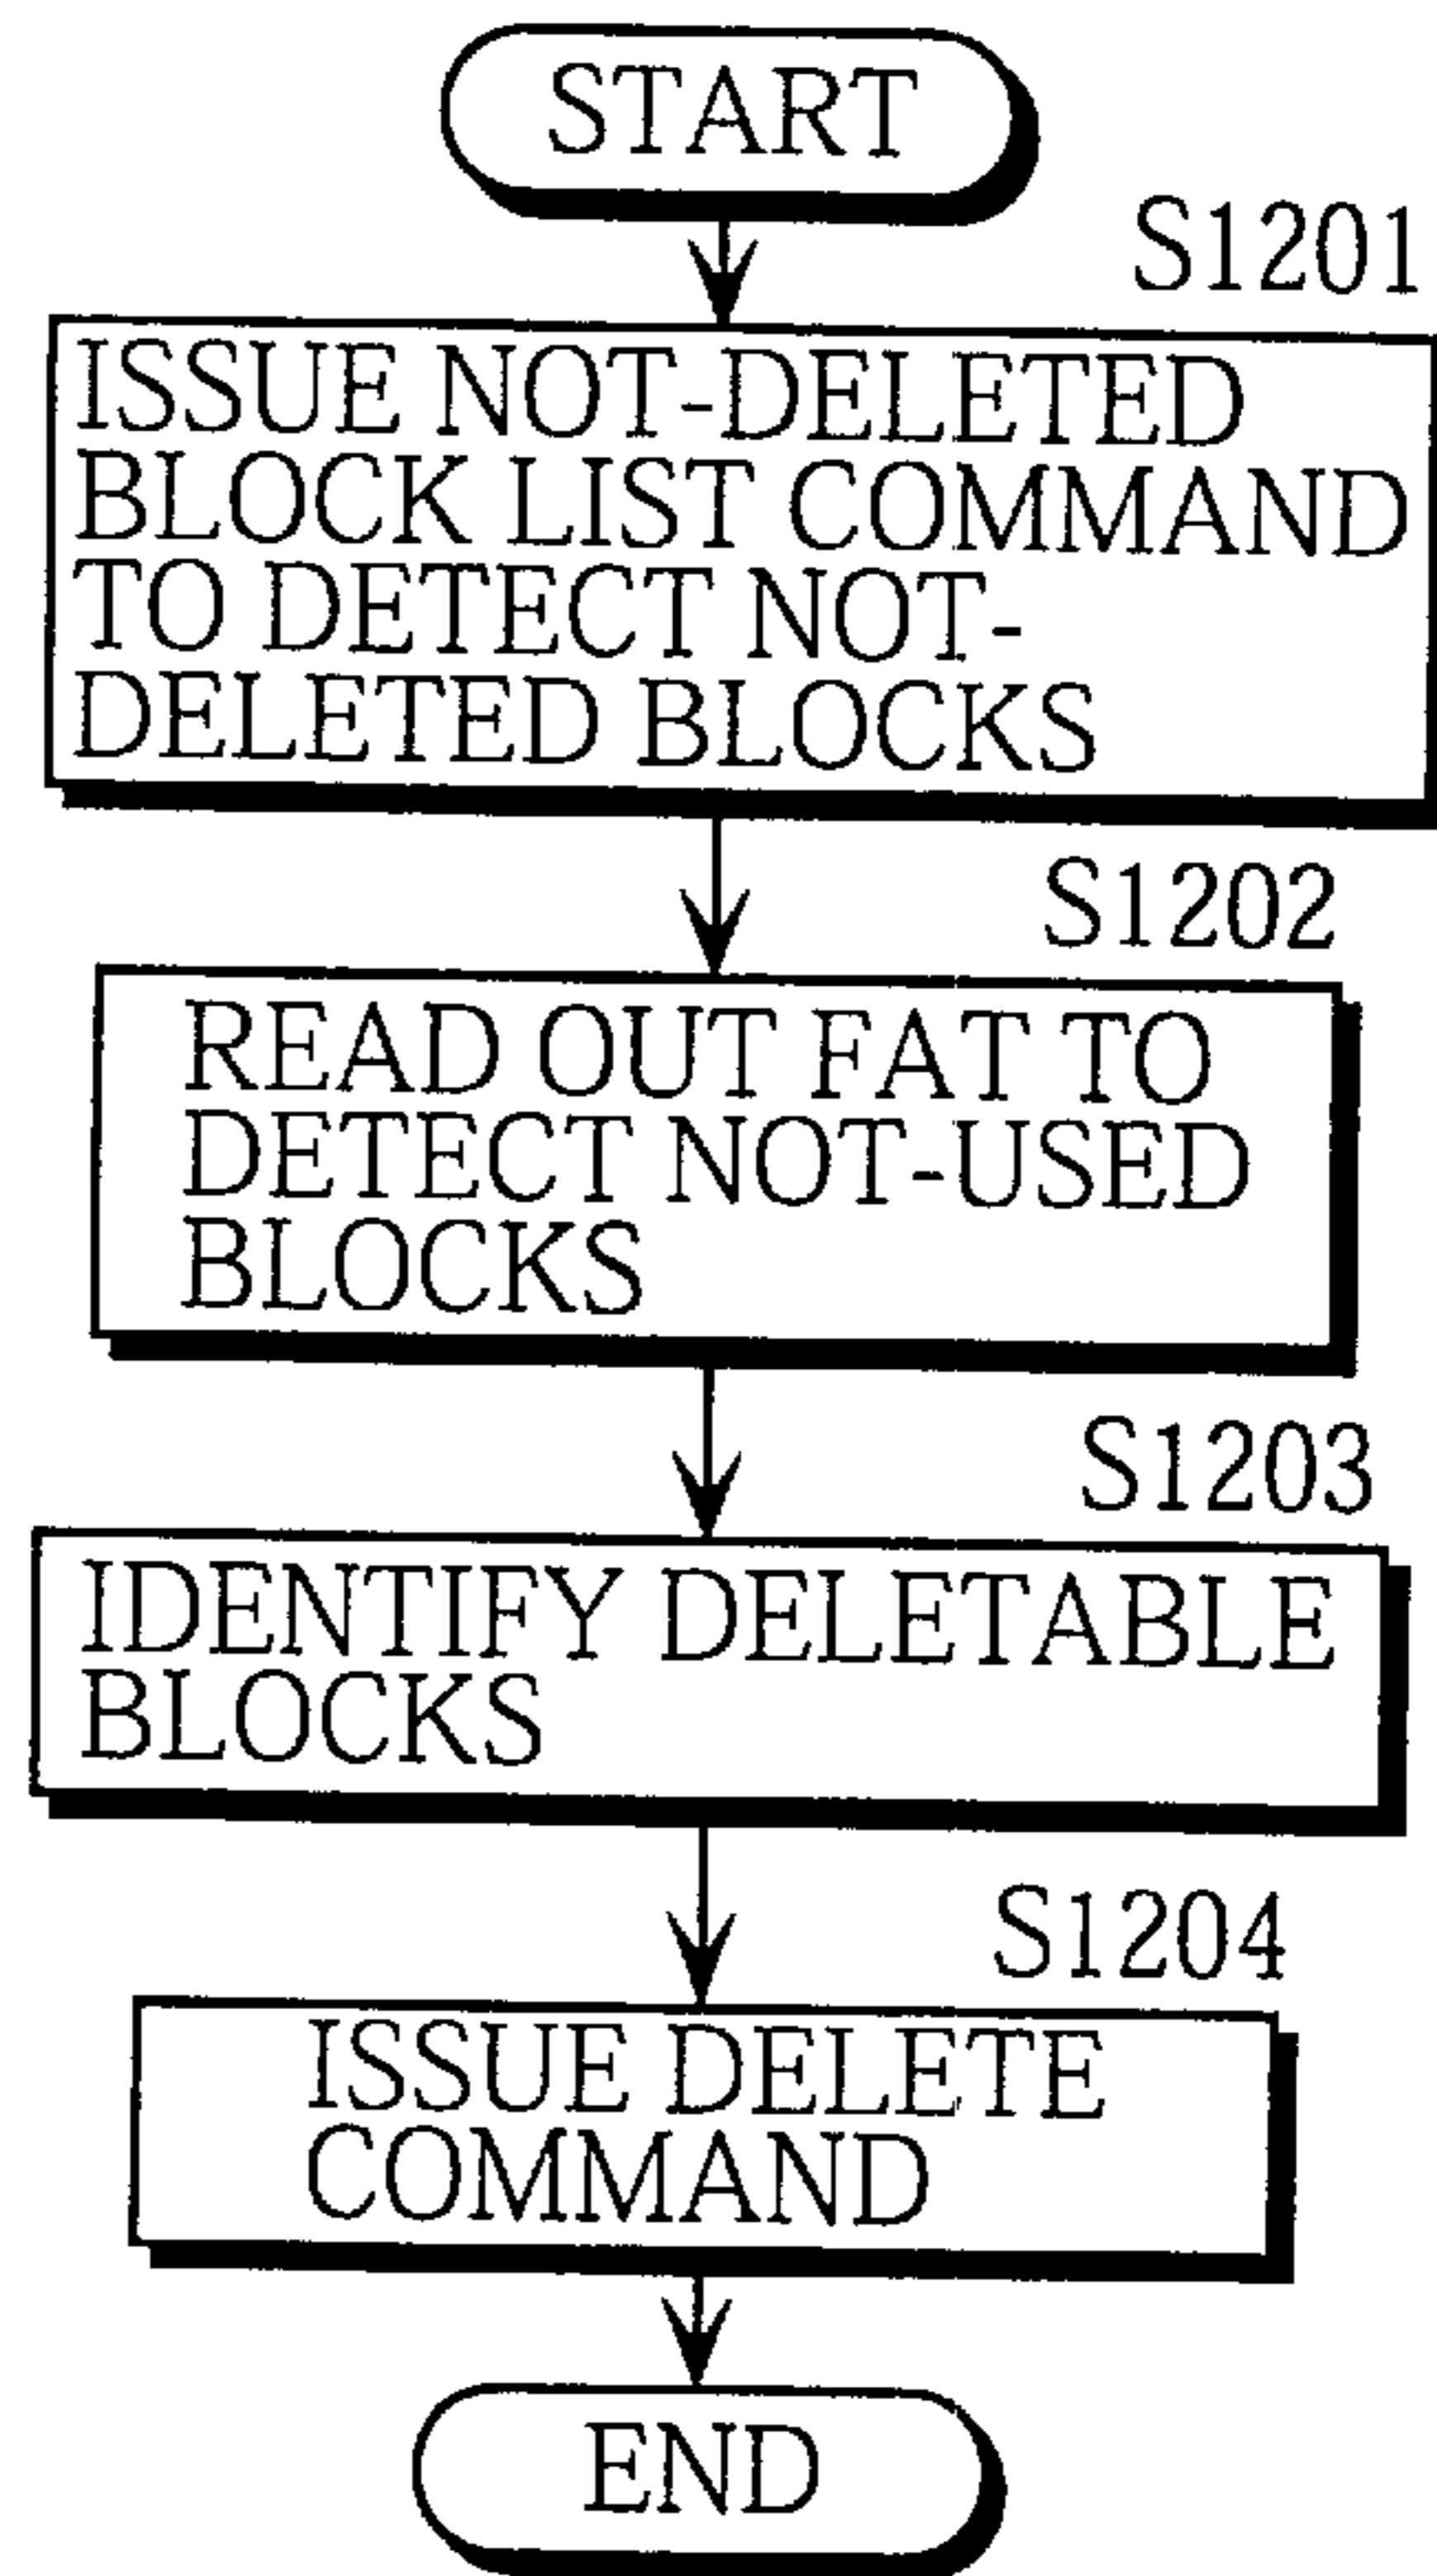 START
S1201
ISSUE NOT-DELETED
BLOCK LIST COMMAND
TO DETECT NOT-
DELETED BLOCKS
S1202
READ OUT FAT TO
DETECT NOT-USED
BLOCKS
S1203
IDENTIFY DELETABLE
BLOCKS
S1204
ISSUE DELETE
COMMAND
END